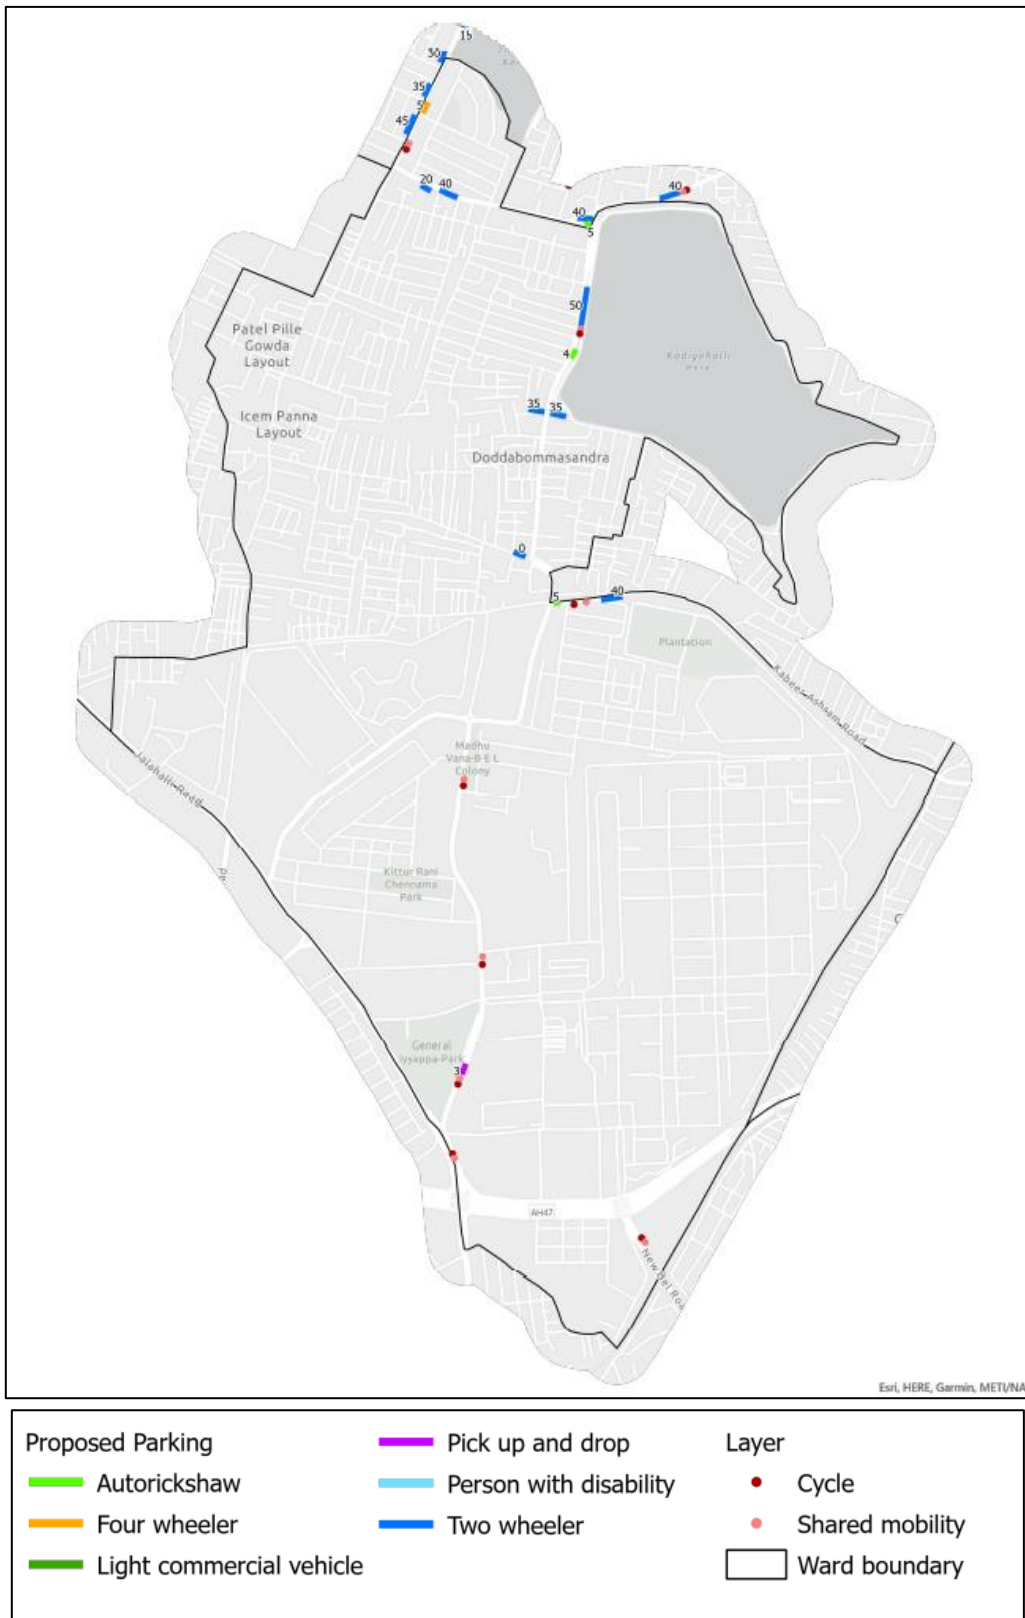 15
30
35
5
45
20
40
40
40
5
50
4
35
35
Patel Pille
Gowda
Layout
Icem Panna
Layout
Kodigehalli
Doddabommasandra
0
5
40
Plantation
Kabeer Ashram Road
Madhu
Vana-B E L
Colony
Jalahalli Road
Kittur Rani
Chennama
Park
General
Iyyappa Park
3
AH47
New Bel Roa
Esri, HERE, Garmin, METI/NA
Proposed Parking
Autorickshaw
Four wheeler
Light commercial vehicle
Pick up and drop
Person with disability
Two wheeler
Layer
Cycle
Shared mobility
Ward boundary